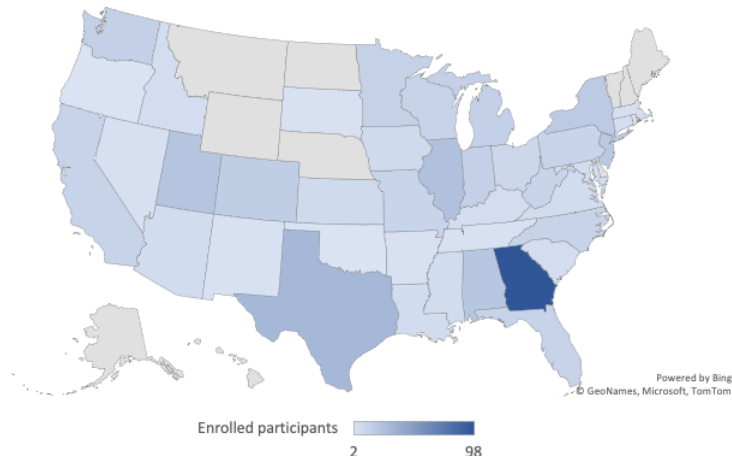 Powered by Bing
© GeoNames, Microsoft, TomTom
Enrolled participants
2 98